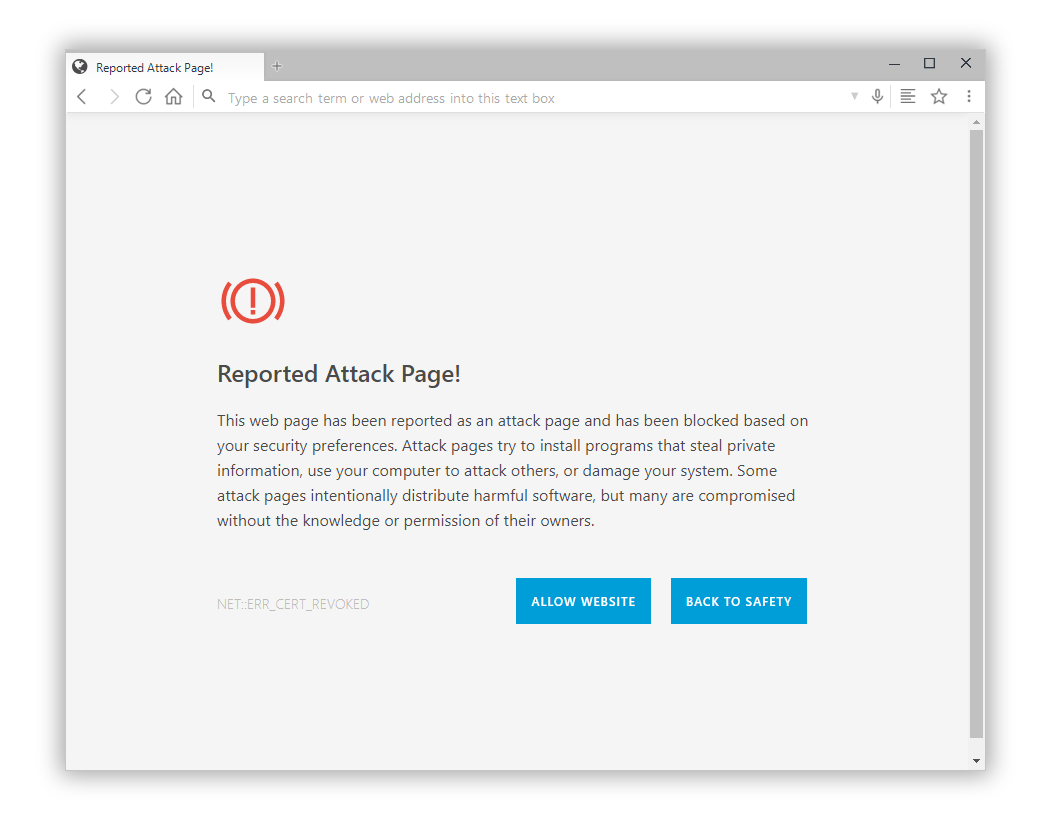 Reported Attack Page!
Type a search term or web address into this text box
Reported Attack Page!
This web page has been reported as an attack page and has been blocked based on
your security preferences. Attack pages try to install programs that steal private
information, use your computer to attack others, or damage your system. Some
attack pages intentionally distribute harmful software, but many are compromised
without the knowledge or permission of their owners.
NET::ERR_CERT_REVOKED
ALLOW WEBSITE
BACK TO SAFETY